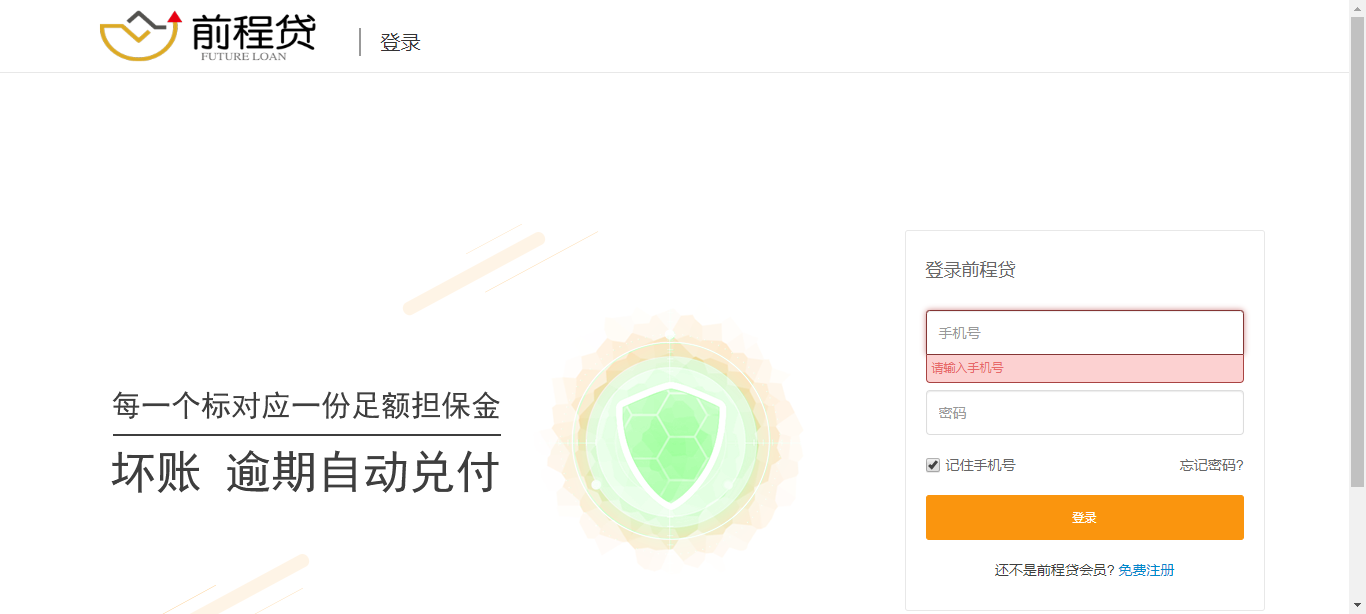 前程贷
FUTURE LOAN
登录
每一个标对应一份足额担保金
坏账 逾期自动兑付
登录前程贷
手机号
请输入手机号
密码
记住手机号 忘记密码?
登录
还不是前程贷会员? 免费注册